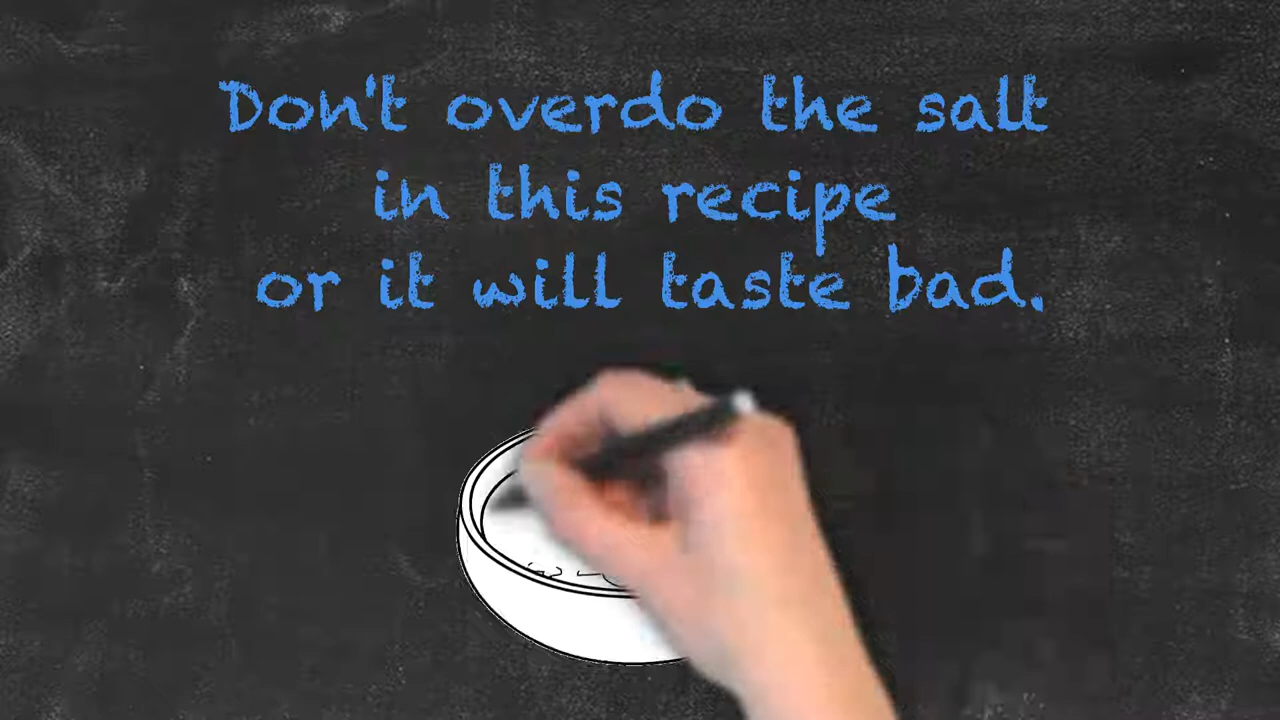 Don't overdo the salt
in this recipe
or it will taste bad.